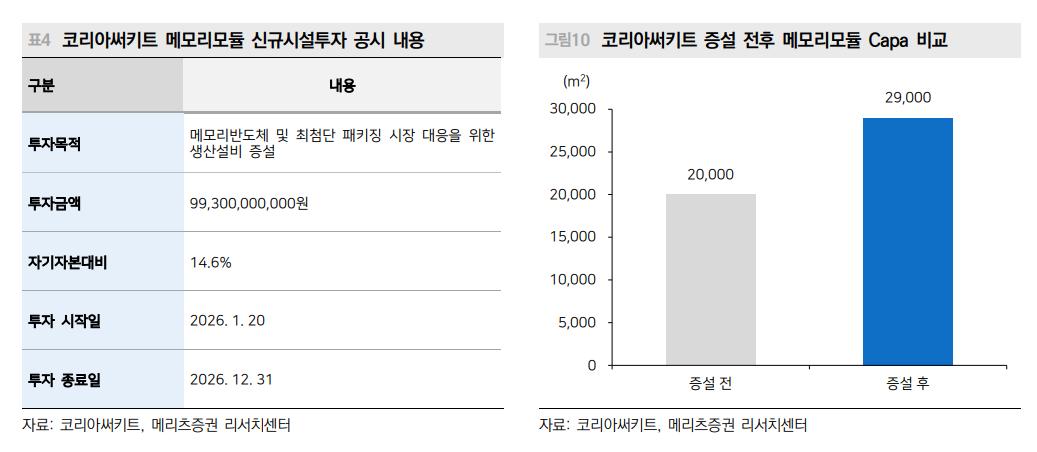 표4 코리아써키트 메모리모듈 신규시설투자 공시 내용
구분 내용
투자목적 메모리반도체 및 최첨단 패키징 시장 대응을 위한
생산설비 증설
투자금액 99,300,000,000원
자기자본대비 14.6%
투자 시작일 2026. 1. 20
투자 종료일 2026. 12. 31
자료: 코리아써키트, 메리츠증권 리서치센터
그림10 코리아써키트 증설 전후 메모리모듈 Capa 비교
(m²)
30,000
25,000
20,000
15,000
10,000
5,000
0
20,000
29,000
증설 전
증설 후
자료: 코리아써키트, 메리츠증권 리서치센터